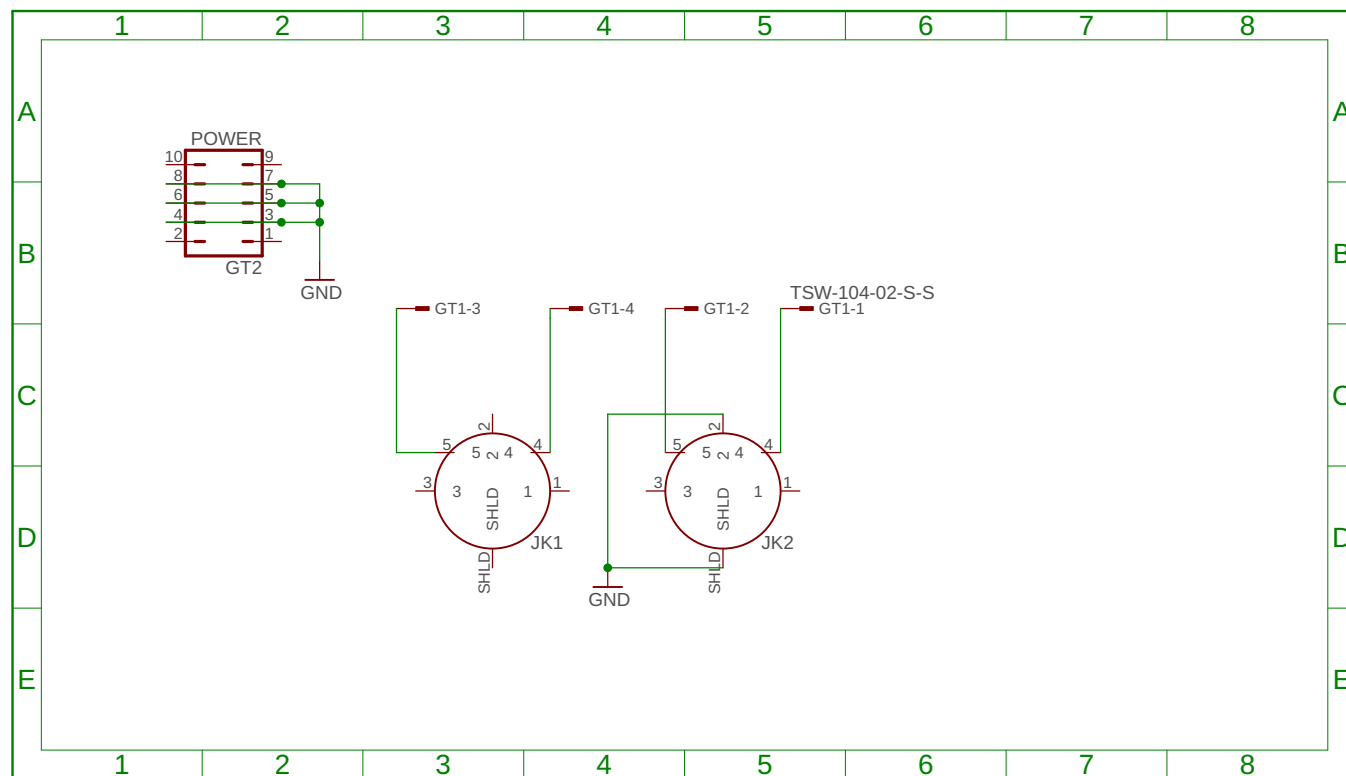 1 2 3 4 5 6 7 8
A A
POWER
10 9
8 7
6 5
4 3
2 1
B B
GT2
GND
TSW-104-02-S-S
GT1-3 GT1-4 GT1-2 GT1-1
C C
2 2
5 4 5 4
5 2 4 5 2 4
3 3 1 1 3 3 1 1
SHLD SHLD
D D
JK1 JK2
SHLD SHLD
GND
E E
1 2 3 4 5 6 7 8